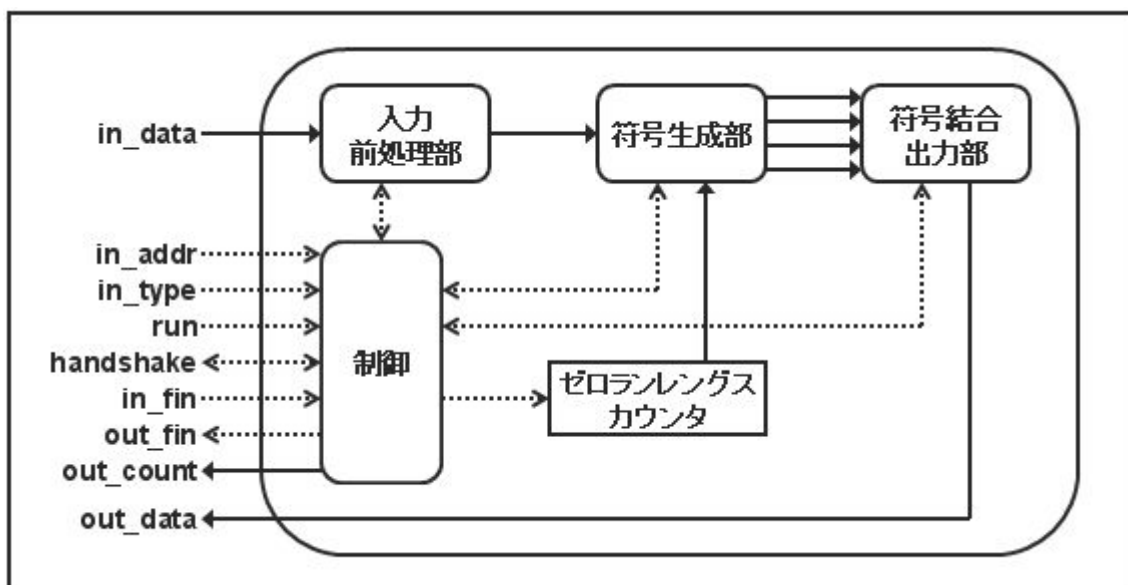 in_data
入力
前処理部
符号生成部
符号結合
出力部
in_addr
in_type
run
handshake
in_fin
out_fin
out_count
out_data
制御
ゼロランレングス
カウンタ